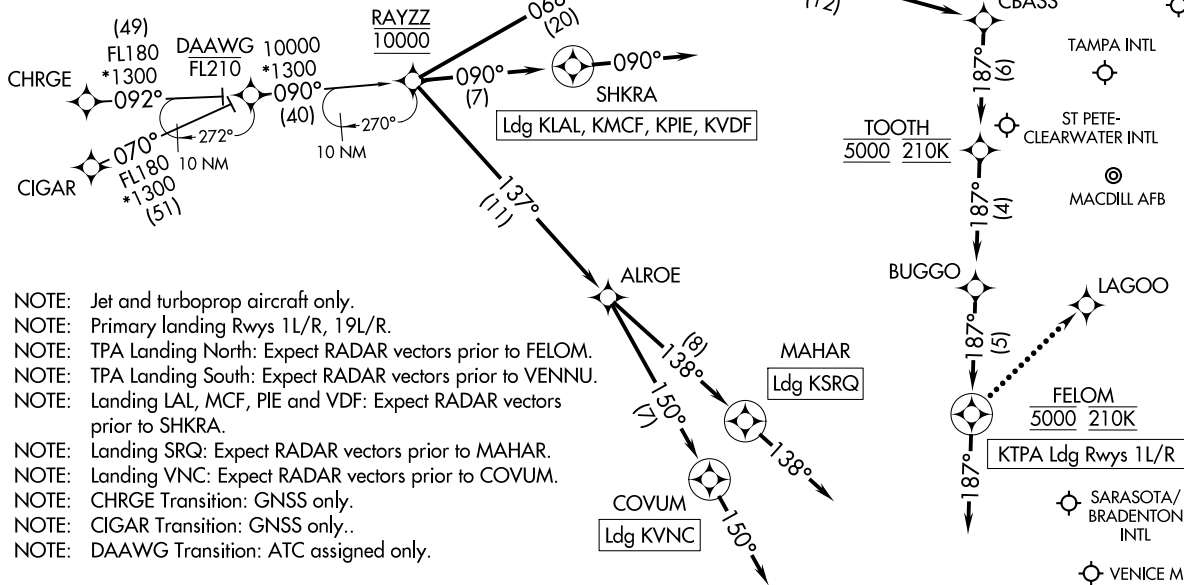 (49)
FL180
*1300
CHRGE
092°
DAAWG
FL210
10000
*1300
090°
(40)
272°
10 NM
CIGAR
070°
FL180
*1300
(51)
RAYZZ
10000
270°
10 NM
(20)
090°
(7)
SHKRA
090°
Ldg KLAL, KMCF, KPIE, KVDF
137°
(11)
ALROE
(8)
138°
MAHAR
Ldg KSRQ
138°
150°
(7)
COVUM
Ldg KVNC
150°
(12)
CBASS
187°
(6)
TAMPA INTL
ST PETE-
CLEARWATER INTL
TOOTH
5000 210K
MACDILL AFB
187°
(4)
BUGGO
LAGOO
187°
(5)
FELOM
5000 210K
KTPA Ldg Rwys 1L/R
187°
SARASOTA/
BRADENTON
INTL
VENICE M
NOTE: Jet and turboprop aircraft only.
NOTE: Primary landing Rwys 1L/R, 19L/R.
NOTE: TPA Landing North: Expect RADAR vectors prior to FELOM.
NOTE: TPA Landing South: Expect RADAR vectors prior to VENNU.
NOTE: Landing LAL, MCF, PIE and VDF: Expect RADAR vectors
prior to SHKRA.
NOTE: Landing SRQ: Expect RADAR vectors prior to MAHAR.
NOTE: Landing VNC: Expect RADAR vectors prior to COVUM.
NOTE: CHRGE Transition: GNSS only.
NOTE: CIGAR Transition: GNSS only..
NOTE: DAAWG Transition: ATC assigned only.